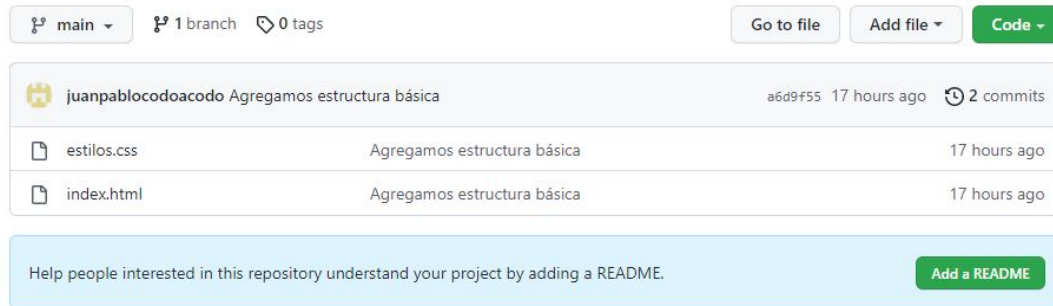 main 1 branch 0 tags Go to file Add file Code
juanpablocodoacodo Agregamos estructura básica a6d9f55 17 hours ago 2 commits
estilos.css Agregamos estructura básica 17 hours ago
index.html Agregamos estructura básica 17 hours ago
Help people interested in this repository understand your project by adding a README. Add a README